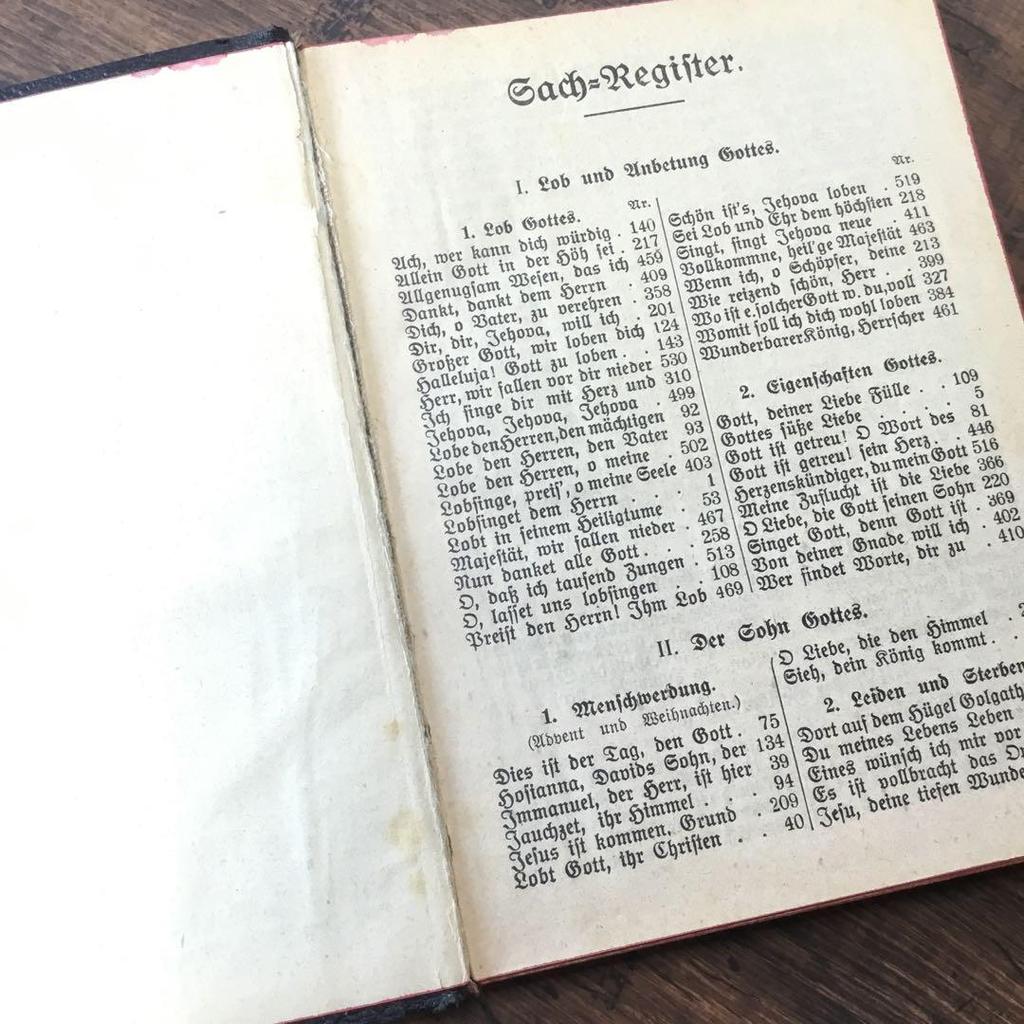 Sach-Register.
I. Lob und Anbetung Gottes.
1. Lob Gottes. Nr.
Ach, wer kann dich würdig . 140
Allein Gott in der Höh sei . 217
Allgenugsam Wesen, das ich 459
Dankt, dankt dem Herrn . 409
Dich, o Vater, zu verehren . 358
Dir, dir, Jehova, will ich . 201
Großer Gott, wir loben dich 124
Halleluja! Gott zu loben . . 143
Herr, wir fallen vor dir nieder 530
Ich singe dir mit Herz und 310
Jehova, Jehova, Jehova . 499
Lobe den Herren, den mächtigen 92
Lobe den Herren, den Vater 93
Lobe den Herren, o meine . 502
Lobsinge, preis', o meine Seele 403
Lobsinget dem Herrn . . . 1
Lobt in seinem Heiligtume . 53
Majestät, wir fallen nieder . 467
Nun danket alle Gott . . . 258
O, daß ich tausend Zungen . 513
O, lasset uns lobsingen . . 108
Preist den Herrn! Ihm Lob 469
Nr.
Schön ist's, Jehova loben . 519
Sei Lob und Ehr dem höchsten 218
Singt, singt Jehova neue . 411
Vollkommne, heil'ge Majestät 463
Wenn ich, o Schöpfer, deine 213
Wie reizend schön, Herr . . 399
Wo ist e. solcher Gott w. du, voll 327
Womit soll ich dich wohl loben 384
Wunderbarer König, Herrscher 461
2. Eigenschaften Gottes.
Gott, deiner Liebe Fülle . . 109
Gottes süße Liebe . . . . 5
Gott ist getreu! O Wort des 81
Gott ist getreu! sein Herz . . 446
Herzenskündiger, du mein Gott 516
Meine Zuflucht ist die Liebe 366
O Liebe, die Gott seinen Sohn 220
Singet Gott, denn Gott ist . 369
Von deiner Gnade will ich . 402
Wer findet Worte, dir zu . 410
II. Der Sohn Gottes.
1. Menschwerdung.
(Advent und Weihnachten.)
Dies ist der Tag, den Gott . 75
Hosianna, Davids Sohn, der 134
Immanuel, der Herr, ist hier 39
Jauchzet, ihr Himmel . . . 94
Jesus ist kommen, Grund . 209
Lobt Gott, ihr Christen . . 40
O Liebe, die den Himmel .
Sieh, dein König kommt . .
2. Leiden und Sterben
Dort auf dem Hügel Golgath
Du meines Lebens Leben
Eines wünsch ich mir vor
Es ist vollbracht das
Jesu, deine tiefen Wunde